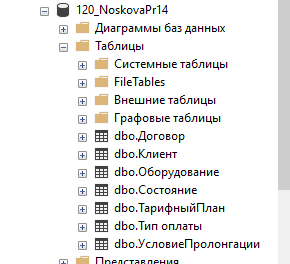 120_NoskovaPr14
Диаграммы баз данных
Таблицы
Системные таблицы
FileTables
Внешние таблицы
Графовые таблицы
dbo.Договор
dbo.Клиент
dbo.Оборудование
dbo.Состояние
dbo.ТарифныйПлан
dbo.Тип оплаты
dbo.УсловиеПролонгации
Представления